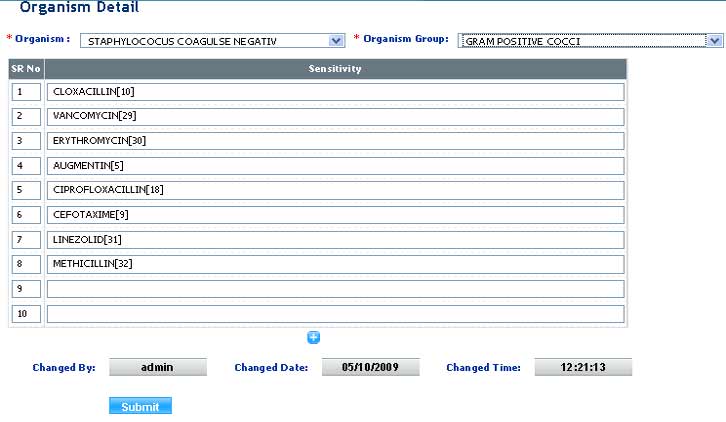 Organism Detail
* Organism : STAPHYLOCOCUS COAGULSE NEGATIV * Organism Group: GRAM POSITIVE COCCI
SR No Sensitivity
1 CLOXACILLIN[10]
2 VANCOMYCIN[29]
3 ERYTHROMYCIN[30]
4 AUGMENTIN[5]
5 CIPROFLOXACILLIN[18]
6 CEFOTAXIME[9]
7 LINEZOLID[31]
8 METHICILLIN[32]
9
10
Changed By: admin Changed Date: 05/10/2009 Changed Time: 12:21:13
Submit